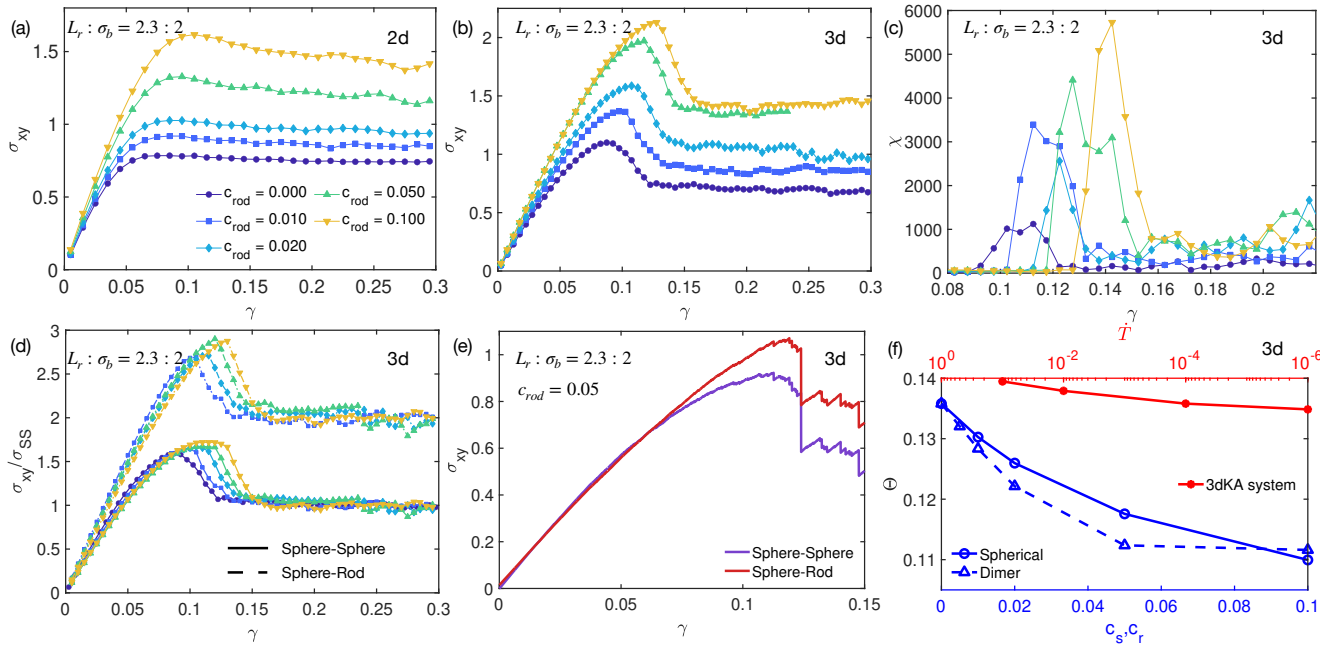 (a)
L_r : σ_b = 2.3 : 2
2d
σ_xy
1.5
1
0.5
0
c_rod = 0.000
c_rod = 0.050
c_rod = 0.010
c_rod = 0.100
c_rod = 0.020
0 0.05 0.1 0.15 0.2 0.25 0.3
γ
(b)
L_r : σ_b = 2.3 : 2
3d
σ_xy
2
1.5
1
0.5
0
0 0.05 0.1 0.15 0.2 0.25 0.3
γ
(c)
L_r : σ_b = 2.3 : 2
3d
χ
6000
5000
4000
3000
2000
1000
0
0.08 0.1 0.12 0.14 0.16 0.18 0.2
γ
(d)
L_r : σ_b = 2.3 : 2
3d
σ_xy/σ_SS
3
2.5
2
1.5
1
0.5
0
Sphere-Sphere
Sphere-Rod
0 0.05 0.1 0.15 0.2 0.25 0.3
γ
(e)
L_r : σ_b = 2.3 : 2
3d
c_rod = 0.05
σ_xy
1
0.8
0.6
0.4
0.2
0
Sphere-Sphere
Sphere-Rod
0 0.05 0.1 0.15
γ
(f)
Ṫ
3d
10^0 10^-2 10^-4 10^-6
Θ
0.14
0.13
0.12
0.11
3dKA system
Spherical
Dimer
0 0.02 0.04 0.06 0.08 0.1
c_s,c_r